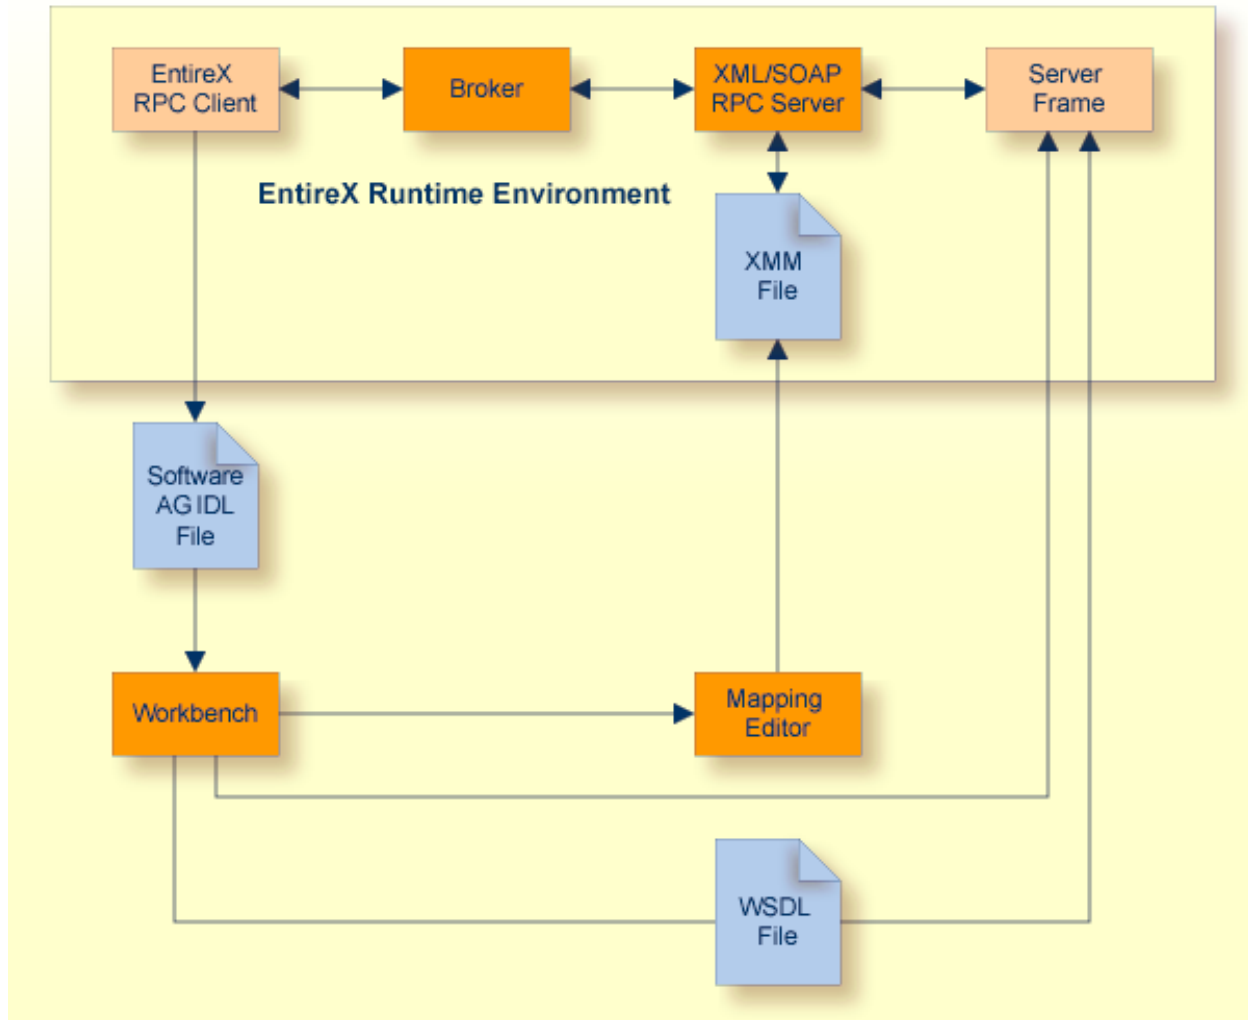 EntireX
RPC Client
Broker
XML/SOAP
RPC Server
Server
Frame
EntireX Runtime Environment
XMM
File
Software
AG IDL
File
Workbench
Mapping
Editor
WSDL
File